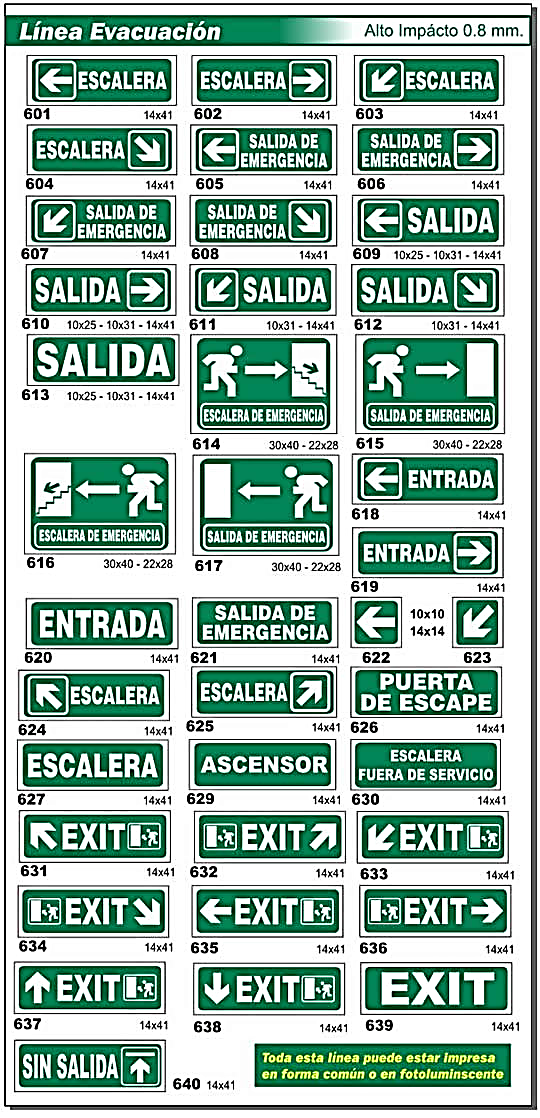 Línea Evacuación
Alto Impácto 0.8 mm.
ESCALERA
601 14x41
ESCALERA
602 14x41
ESCALERA
603 14x41
ESCALERA
604 14x41
SALIDA DE
EMERGENCIA
605 14x41
SALIDA DE
EMERGENCIA
606 14x41
SALIDA DE
EMERGENCIA
607 14x41
SALIDA DE
EMERGENCIA
608 14x41
SALIDA
609 10x25 - 10x31 - 14x41
SALIDA
610 10x25 - 10x31 - 14x41
SALIDA
611 10x31 - 14x41
SALIDA
612 10x31 - 14x41
SALIDA
613 10x25 - 10x31 - 14x41
ESCALERA DE EMERGENCIA
614 30x40 - 22x28
SALIDA DE EMERGENCIA
615 30x40 - 22x28
ESCALERA DE EMERGENCIA
616 30x40 - 22x28
SALIDA DE EMERGENCIA
617 30x40 - 22x28
ENTRADA
618 14x41
ENTRADA
619 14x41
ENTRADA
620 14x41
SALIDA DE
EMERGENCIA
621 14x41
10x10
14x14
622
623
ESCALERA
624 14x41
ESCALERA
625 14x41
PUERTA
DE ESCAPE
626 14x41
ESCALERA
627 14x41
ASCENSOR
629 14x41
ESCALERA
FUERA DE SERVICIO
630 14x41
EXIT
631 14x41
EXIT
632 14x41
EXIT
633 14x41
EXIT
634 14x41
EXIT
635 14x41
EXIT
636 14x41
EXIT
637 14x41
EXIT
638 14x41
EXIT
639 14x41
SIN SALIDA
640 14x41
Toda esta línea puede estar impresa
en forma común o en fotoluminscente